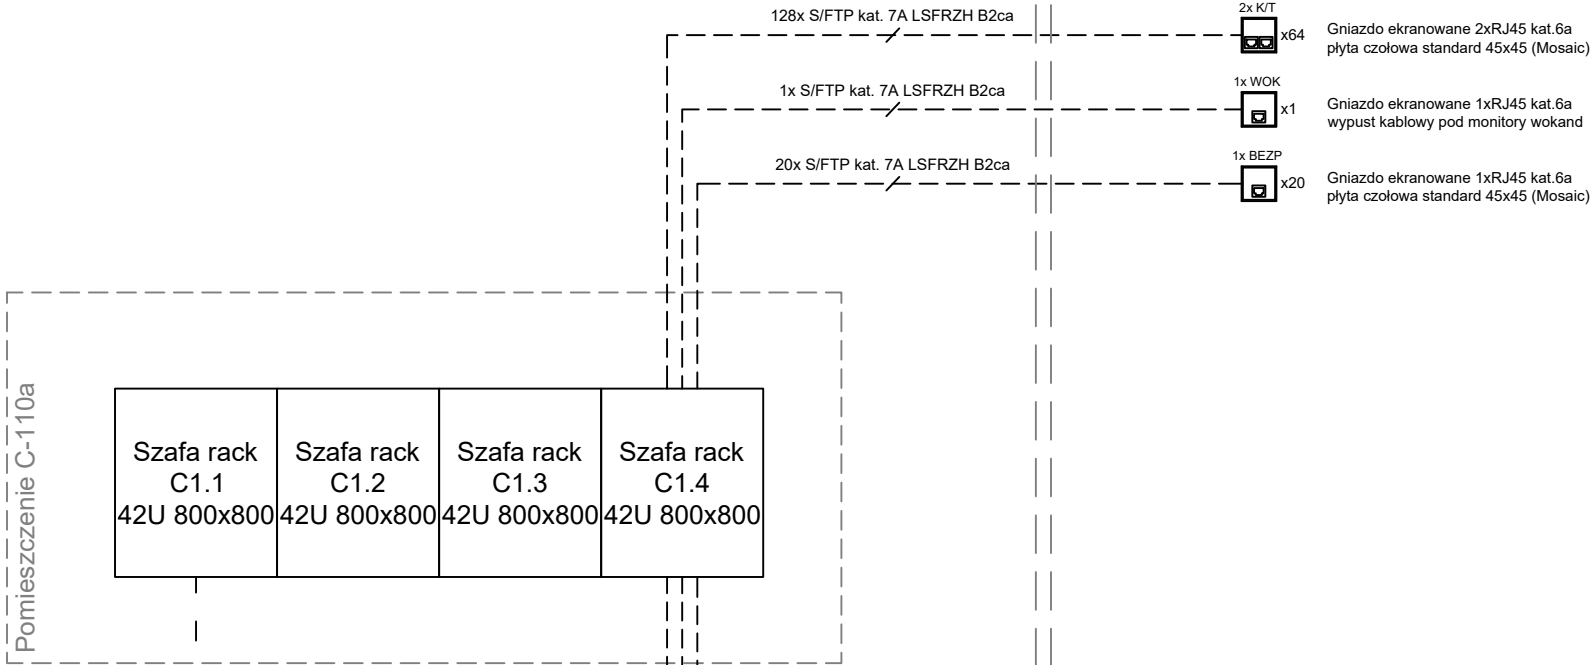 128x S/FTP kat. 7A LSFRZH B2ca
2x K/T
x64
Gniazdo ekranowane 2xRJ45 kat.6a
płyta czołowa standard 45x45 (Mosaic)
1x S/FTP kat. 7A LSFRZH B2ca
1x WOK
x1
Gniazdo ekranowane 1xRJ45 kat.6a
wypust kablowy pod monitory wokand
20x S/FTP kat. 7A LSFRZH B2ca
1x BEZP
x20
Gniazdo ekranowane 1xRJ45 kat.6a
płyta czołowa standard 45x45 (Mosaic)
Pomieszczenie C-110a
Szafa rack
C1.1
42U 800x800
Szafa rack
C1.2
42U 800x800
Szafa rack
C1.3
42U 800x800
Szafa rack
C1.4
42U 800x800